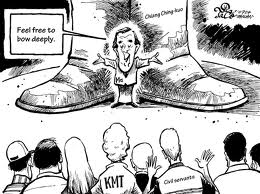 Feel free to
bow deeply.
Chiang Ching-kuo
KMT
Civil servants